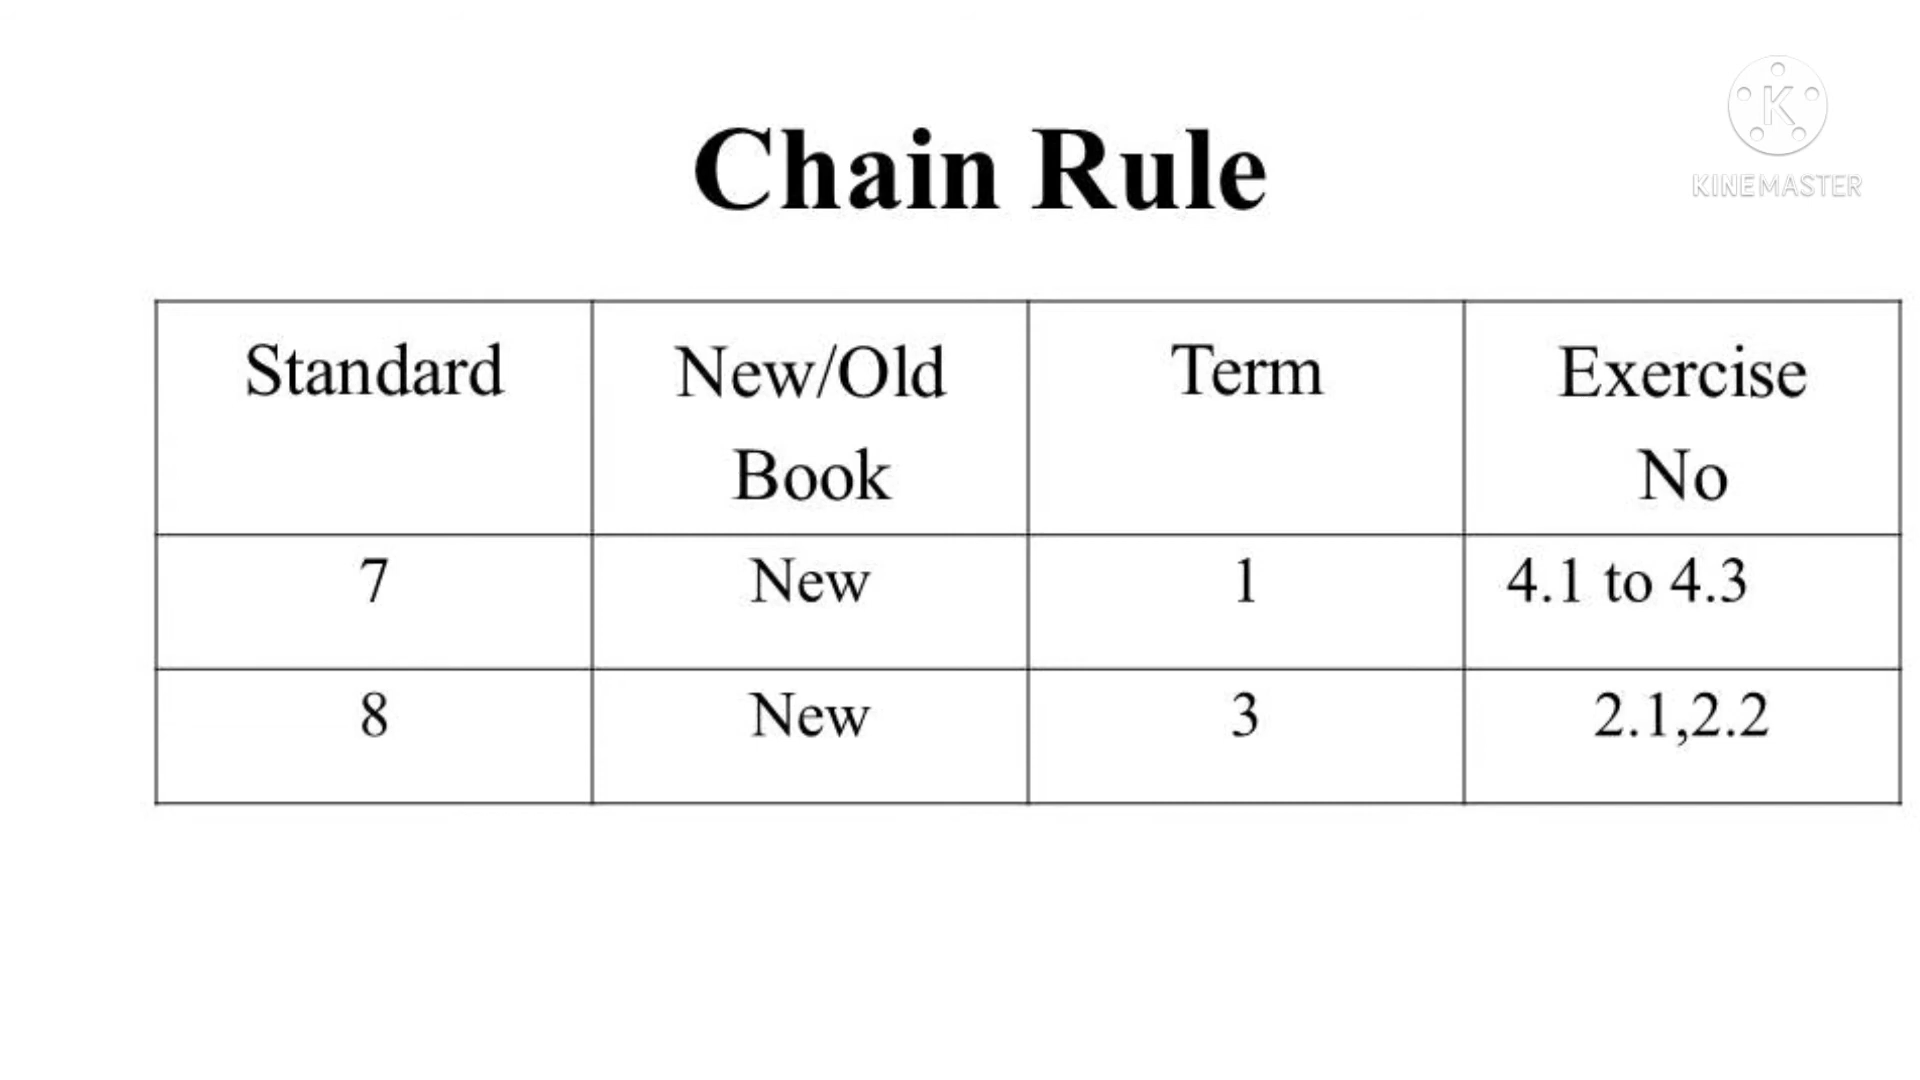 Chain Rule
K
KINEMASTER
Standard New/Old Book Term Exercise No
7 New 1 4.1 to 4.3
8 New 3 2.1,2.2